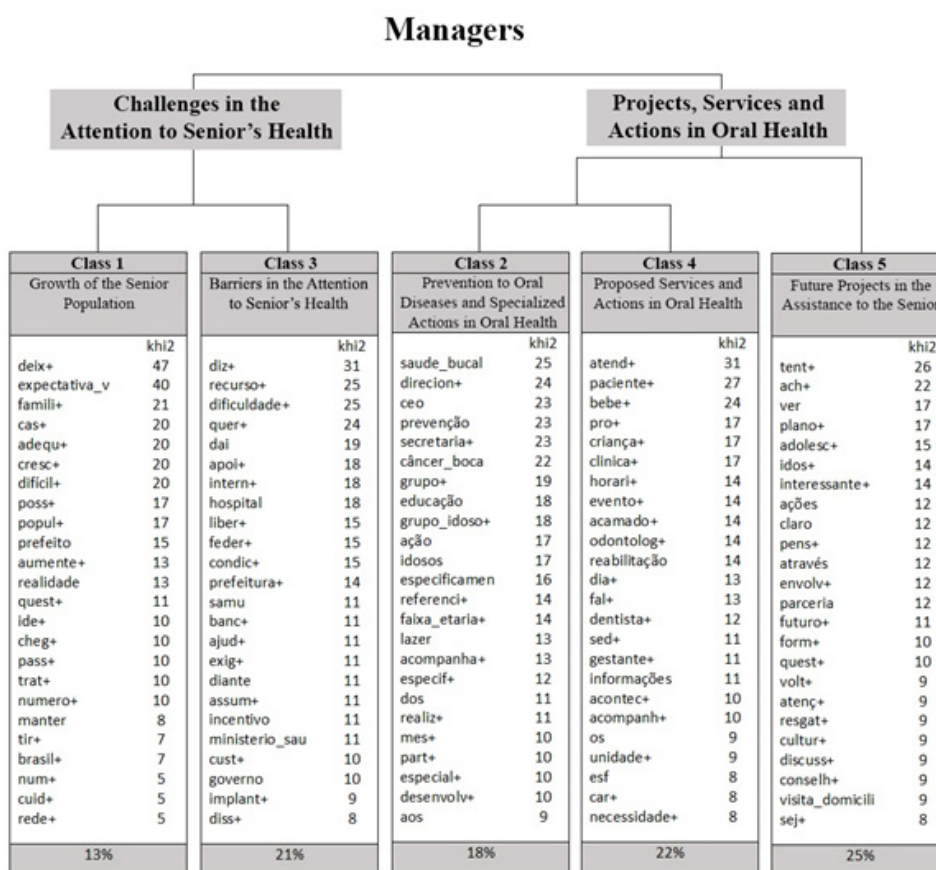 Managers
Challenges in the
Attention to Senior's Health
Projects, Services and
Actions in Oral Health
Class 1
Growth of the Senior
Population
khi2
deix+ 47
expectativa_v 40
famili+ 21
cas+ 20
adequ+ 20
cresc+ 20
difícil+ 20
poss+ 17
popul+ 17
prefeito 15
aumente+ 13
realidade 13
quest+ 11
ide+ 10
cheg+ 10
pass+ 10
trat+ 10
numero+ 10
manter 8
tir+ 7
brasil+ 7
num+ 5
cuid+ 5
rede+ 5
13%
Class 3
Barriers in the Attention
to Senior's Health
khi2
diz+ 31
recurso+ 25
dificuldade+ 25
quer+ 24
dai 19
apoi+ 18
intern+ 18
hospital 18
liber+ 15
feder+ 15
condic+ 15
prefeitura+ 14
samu 11
banc+ 11
ajud+ 11
exig+ 11
diante 11
assum+ 11
incentivo 11
ministerio_sau 11
cust+ 10
governo 10
implant+ 9
diss+ 8
21%
Class 2
Prevention to Oral
Diseases and Specialized
Actions in Oral Health
khi2
saude_bucal 25
direcion+ 24
ceo 23
prevenção 23
secretaria+ 23
câncer_boca 22
grupo+ 19
educação 18
grupo_idoso+ 18
ação 17
idosos 17
especificamen 16
referenci+ 14
faixa_etaria+ 14
lazer 13
acompanha+ 13
especif+ 12
dos 11
realiz+ 11
mes+ 10
part+ 10
especial+ 10
desenvolv+ 10
aos 9
18%
Class 4
Proposed Services and
Actions in Oral Health
khi2
atend+ 31
paciente+ 27
bebe+ 24
pro+ 17
criança+ 17
clinica+ 17
horari+ 14
evento+ 14
acamado+ 14
odontolog+ 14
reabilitação 14
dia+ 13
fal+ 13
dentista+ 12
sed+ 11
gestante+ 11
informações 11
acontec+ 10
acompanh+ 10
os 9
unidade+ 9
esf 8
car+ 8
necessidade+ 8
22%
Class 5
Future Projects in the
Assistance to the Senior
khi2
tent+ 26
ach+ 22
ver 17
plano+ 17
adolesc+ 15
idos+ 14
interessante+ 14
ações 12
claro 12
pens+ 12
através 12
envolv+ 12
parceria 12
futuro+ 11
form+ 10
quest+ 10
volt+ 9
atenç+ 9
resgat+ 9
cultur+ 9
discuss+ 9
conselh+ 9
visita_domicili 9
sej+ 8
25%